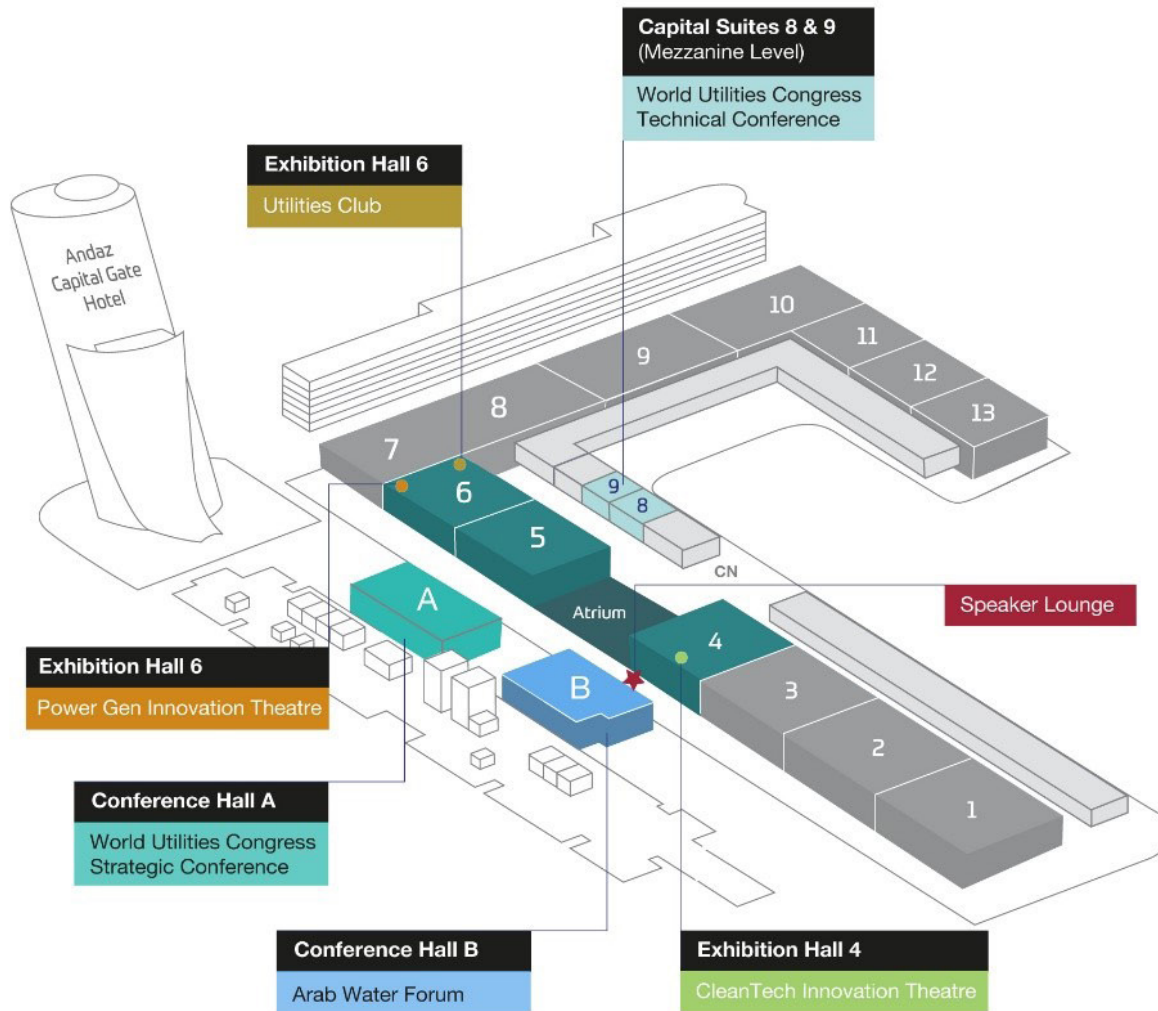 Capital Suites 8 & 9
(Mezzanine Level)
World Utilities Congress
Technical Conference
Exhibition Hall 6
Utilities Club
Andaz
Capital Gate
Hotel
10
11
12
13
9
8
7
6
5
9
8
CN
Atrium
Speaker Lounge
A
B
4
3
2
1
Exhibition Hall 6
Power Gen Innovation Theatre
Conference Hall A
World Utilities Congress
Strategic Conference
Conference Hall B
Arab Water Forum
Exhibition Hall 4
CleanTech Innovation Theatre